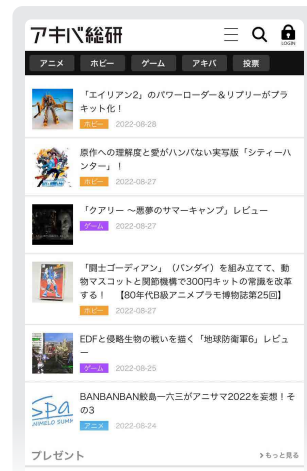 アキバ総研
LOGIN
アニメ ホビー ゲーム アキバ 投票
「エイリアン2」のパワーローダー&リプリーがプラ
キット化！
ホビー 2022-08-28
原作への理解度と愛がハンパない実写版「シティーハ
ンター」！
ホビー 2022-08-27
「クアリー ～悪夢のサマーキャンプ」レビュー
ゲーム 2022-08-27
「闘士ゴーディアン」（バンダイ）を組み立てて、動
物マスコットと関節機構で300円キットの常識を改革
する！ 【80年代B級アニメプラモ博物誌第25回】
ホビー 2022-08-27
EDFと侵略生物の戦いを描く「地球防衛軍6」レビュ
ー
ゲーム 2022-08-25
BANBANBAN鮫島一六三がアニサマ2022を妄想！そ
の3
アニメ 2022-08-24
spa
ANIMELO SUMM
プレゼント
>もっと見る